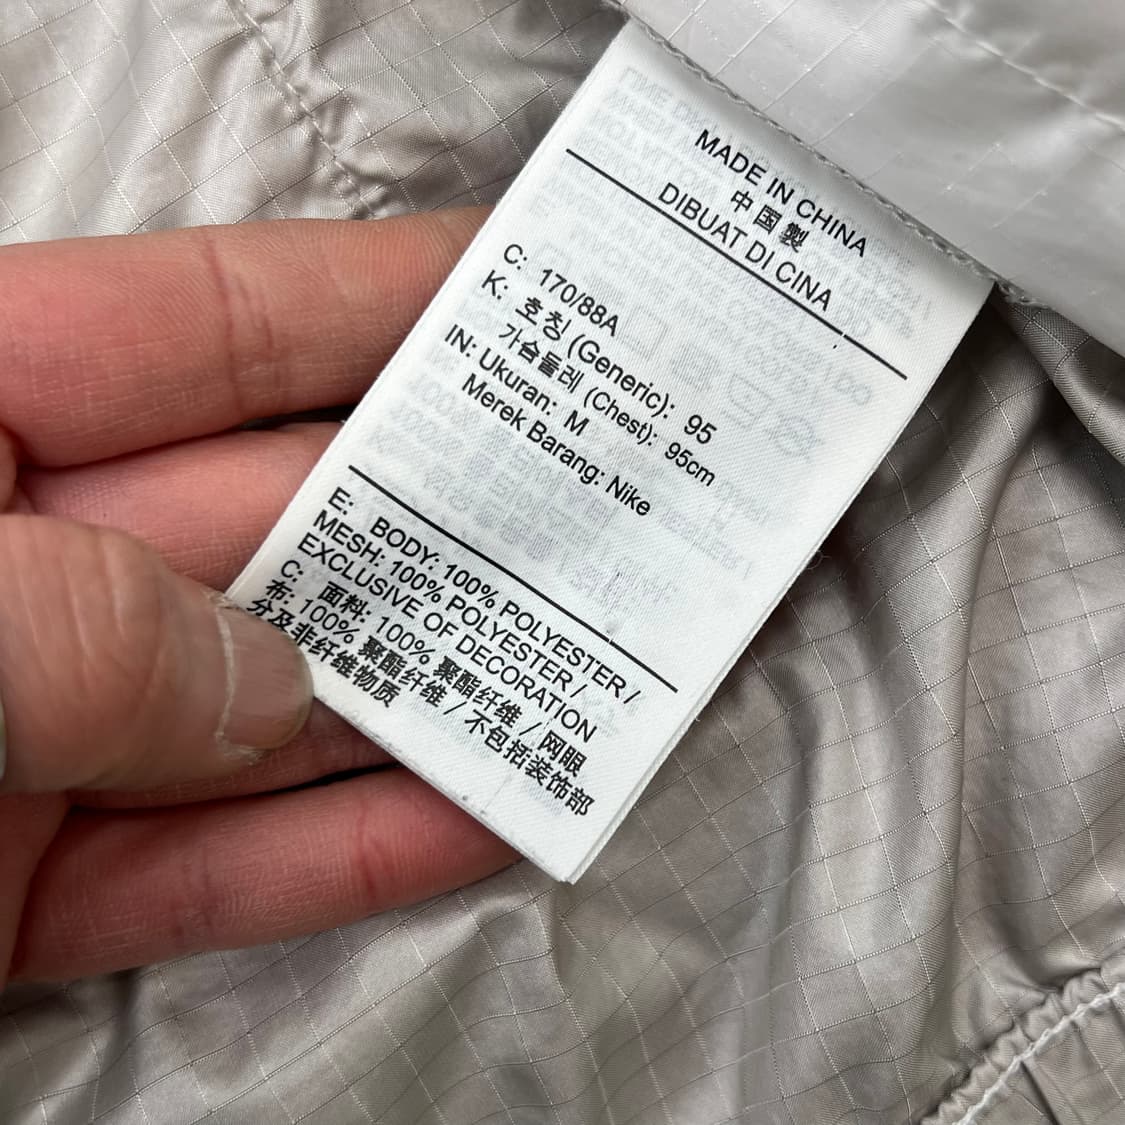 MADE IN CHINA
中国製
DIBUAT DI CINA
C: 170/88A
K: 호칭 (Generic): 95
가슴둘레 (Chest): 95cm
IN: Ukuran: M
Merek Barang: Nike
E: BODY: 100% POLYESTER /
MESH: 100% POLYESTER /
EXCLUSIVE OF DECORATION
C: 面料: 100% 聚酯纤维 / 网眼
布: 100% 聚酯纤维 / 不包括装饰部
分及非纤维物质